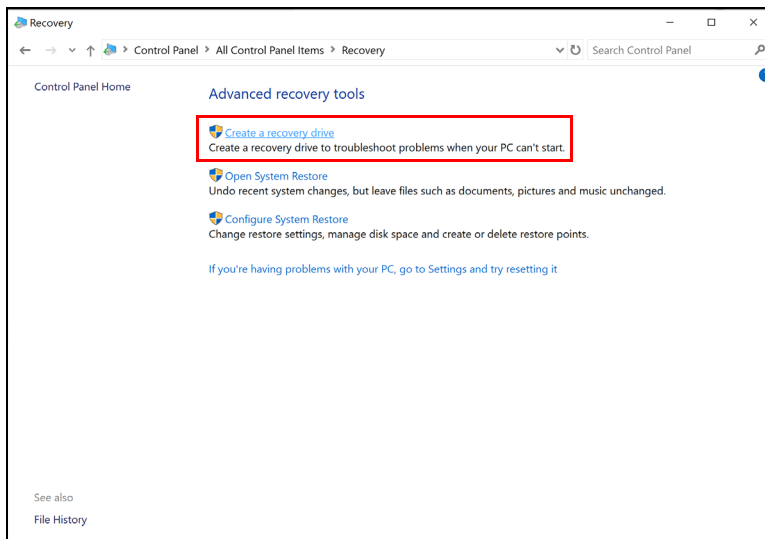 Recovery
Control Panel > All Control Panel Items > Recovery
Search Control Panel
Control Panel Home
Advanced recovery tools
Create a recovery drive
Create a recovery drive to troubleshoot problems when your PC can't start.
Open System Restore
Undo recent system changes, but leave files such as documents, pictures and music unchanged.
Configure System Restore
Change restore settings, manage disk space and create or delete restore points.
If you're having problems with your PC, go to Settings and try resetting it
See also
File History